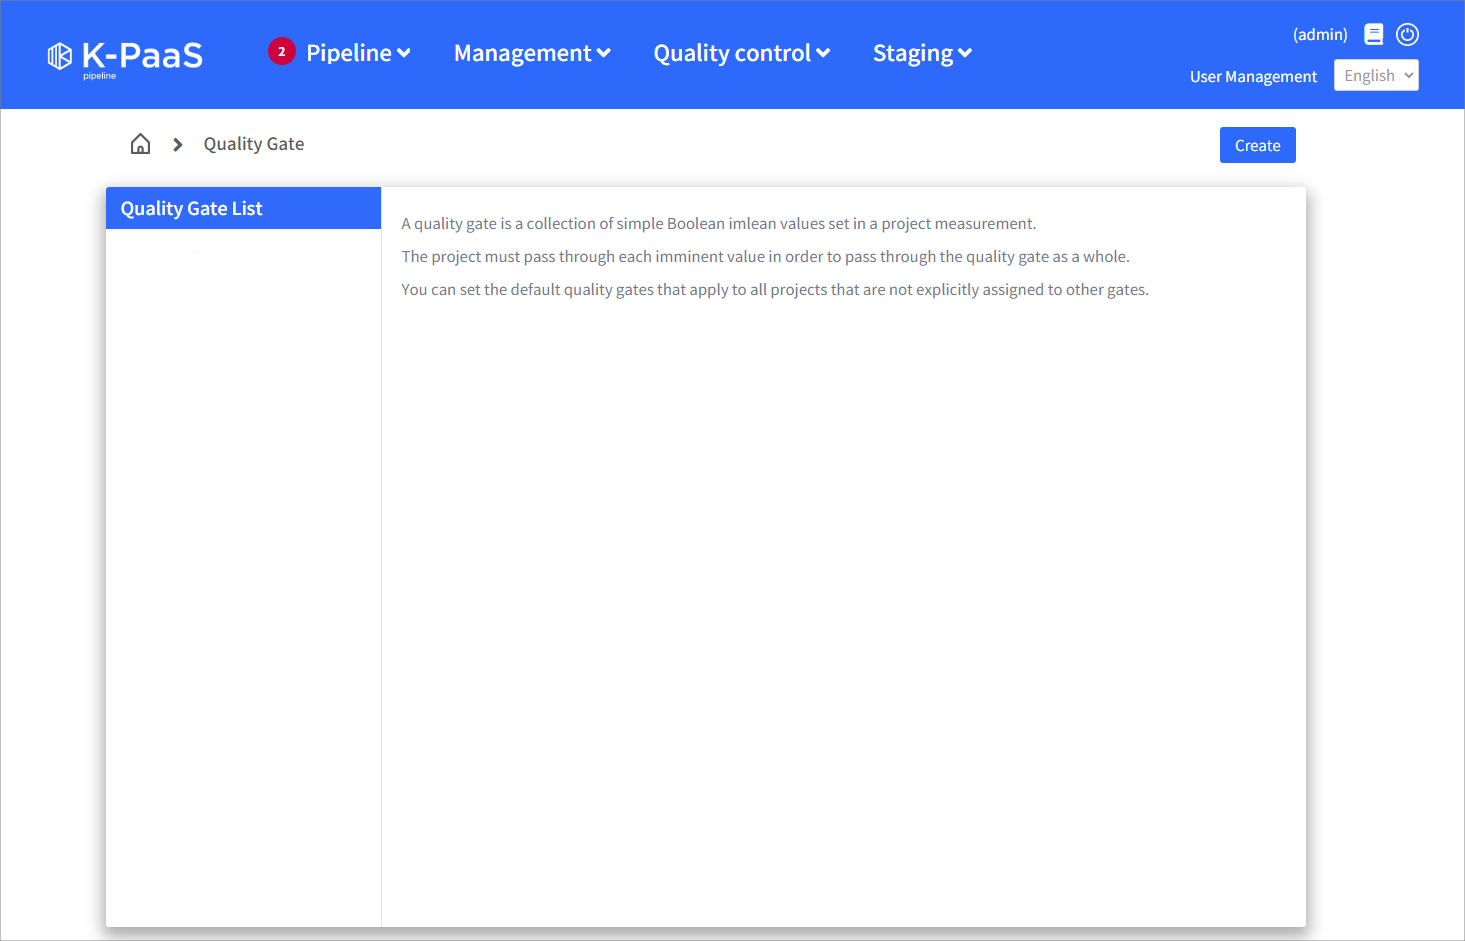 K-PaaS
pipeline
2 Pipeline Management Quality control Staging
(admin)
User Management English
Quality Gate
Create
Quality Gate List
A quality gate is a collection of simple Boolean imlean values set in a project measurement.
The project must pass through each imminent value in order to pass through the quality gate as a whole.
You can set the default quality gates that apply to all projects that are not explicitly assigned to other gates.